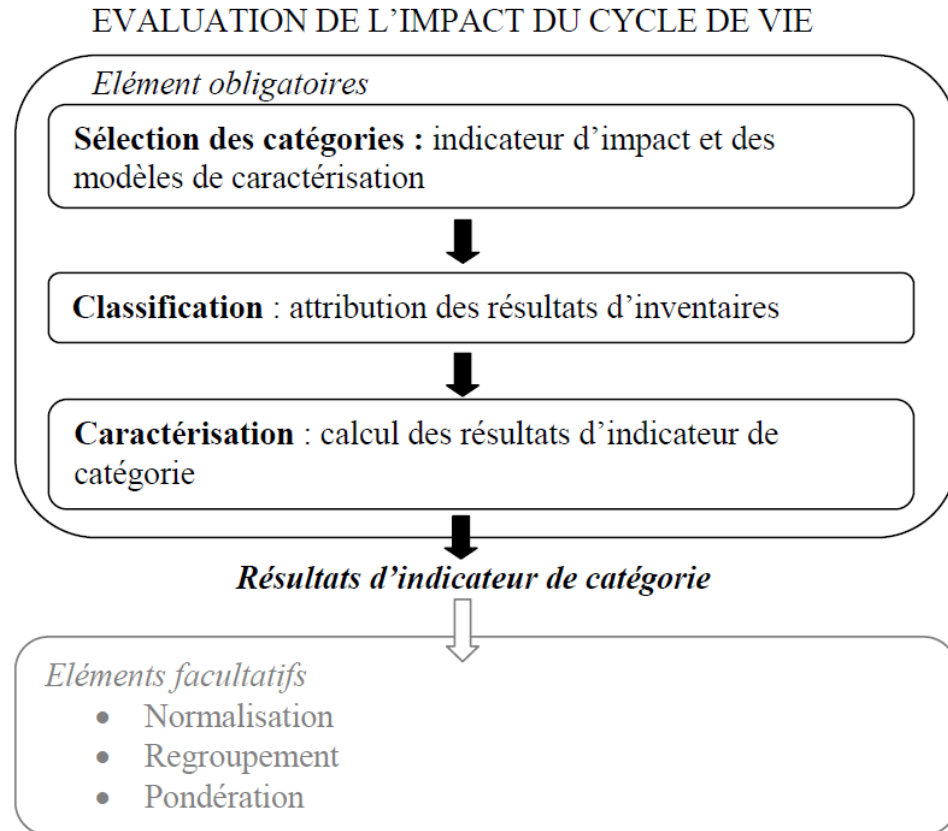 EVALUATION DE L'IMPACT DU CYCLE DE VIE
Elément obligatoires
Sélection des catégories : indicateur d'impact et des
modèles de caractérisation
Classification : attribution des résultats d'inventaires
Caractérisation : calcul des résultats d'indicateur de
catégorie
Résultats d'indicateur de catégorie
Eléments facultatifs
• Normalisation
• Regroupement
• Pondération